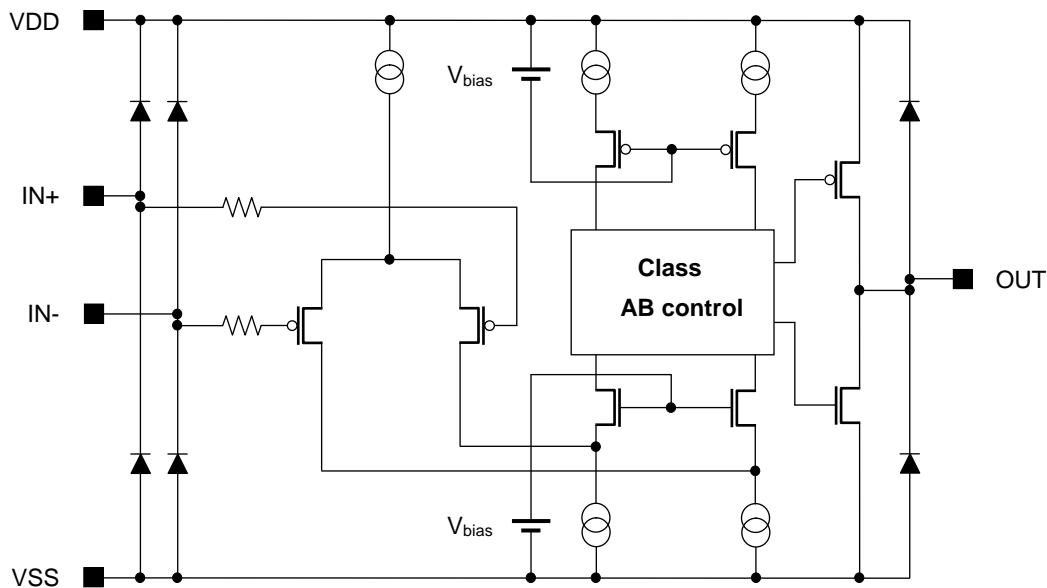 VDD
V_bias
IN+
Class
AB control
OUT
IN-
V_bias
VSS